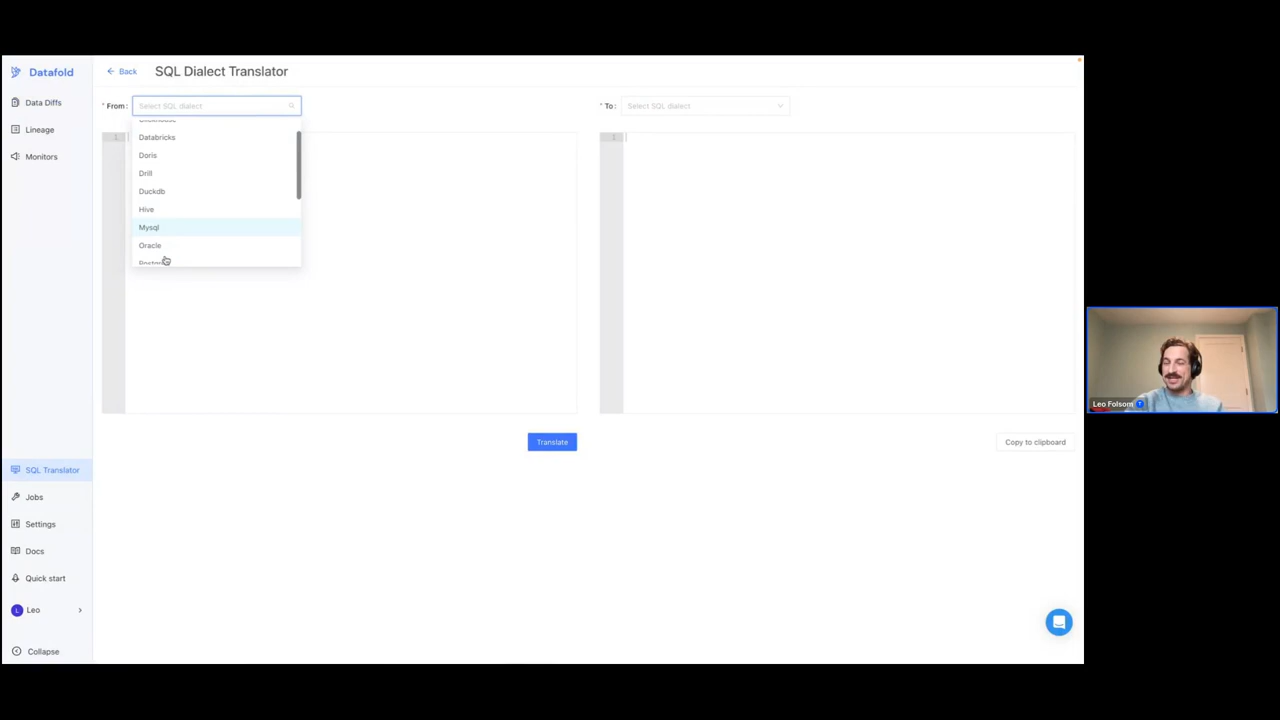 Datafold
Back
SQL Dialect Translator
Data Diffs
* From :
Select SQL dialect
* To :
Select SQL dialect
Lineage
Databricks
1
1
Doris
Monitors
Drill
Duckdb
Hive
Mysql
Oracle
Leo Folsom
Translate
Copy to clipboard
SQL Translator
Jobs
Settings
Docs
Quick start
L
Leo
Collapse